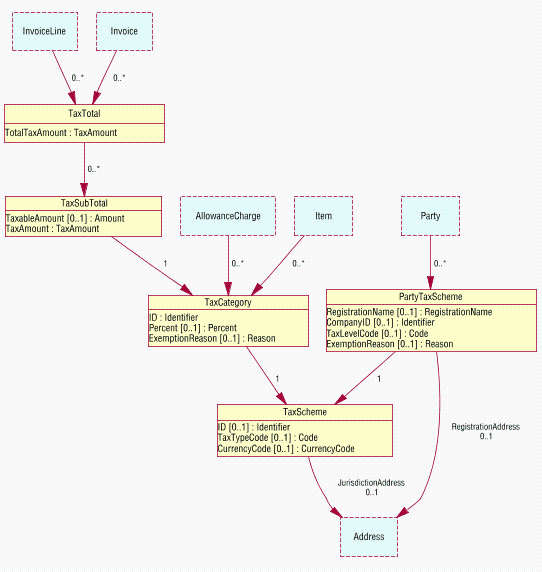 InvoiceLine
Invoice
0..*
0..*
TaxTotal
TotalTaxAmount : TaxAmount
0..*
TaxSubTotal
TaxableAmount [0..1] : Amount
TaxAmount : TaxAmount
AllowanceCharge
Item
Party
1
0..*
0..*
0..*
TaxCategory
ID : Identifier
Percent [0..1] : Percent
ExemptionReason [0..1] : Reason
PartyTaxScheme
RegistrationName [0..1] : RegistrationName
CompanyID [0..1] : Identifier
TaxLevelCode [0..1] : Code
ExemptionReason [0..1] : Reason
1
1
TaxScheme
ID [0..1] : Identifier
TaxTypeCode [0..1] : Code
CurrencyCode [0..1] : CurrencyCode
RegistrationAddress
0..1
JurisdictionAddress
0..1
Address